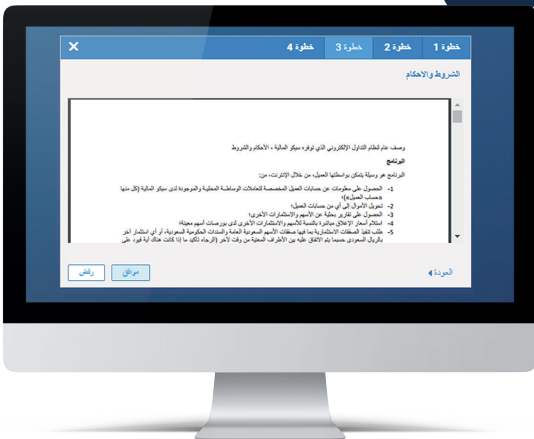 خطوة 1 خطوة 2 خطوة 3 خطوة 4
الشروط والاحكام
وصف عام لنظام التداول الإلكتروني الذي توفره سيكو المالية - الأحكام والشروط
البرنامج
البرنامج هو وسيلة يتمكن بواسطتها العميل، من خلال الإنترنت، من:
1- الحصول على معلومات عن حسابات العميل المخصصة لتعاملات الوساطة المحلية والموجودة لدى سيكو المالية (كل منها
«حساب العميل»)؛
2- تحويل الأموال إلى أي من حسابات العميل؛
3- الحصول على تقارير بحثية عن الأسهم والاستثمارات الأخرى؛
4- استلام أسعار الإغلاق مباشرة بالنسبة للأسهم والاستثمارات الأخرى لدى بورصات أسهم معينة؛
5- طلب تنفيذ الصفقات الاستثمارية بما فيها صفقات الأسهم السعودية العامة والسندات الحكومية السعودية، أو أي استثمار آخر
بالريال السعودي حسبما يتم الاتفاق عليه بين الأطراف المعنية من وقت لآخر (الرجاء تأكيد ما إذا كانت هناك أية قيود على
العودة
موافق رفض